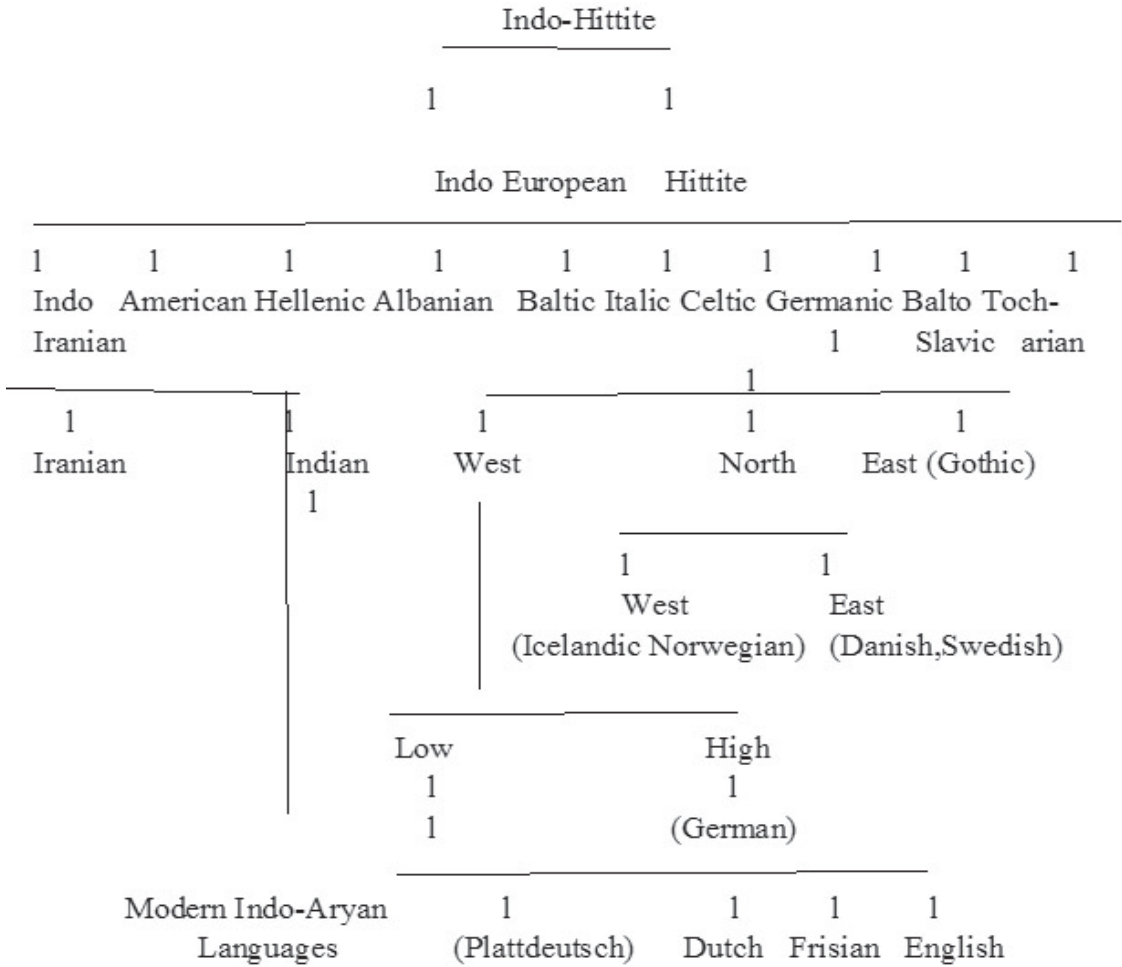 Indo-Hittite
1 1
Indo European Hittite
1 1 1 1 1 1 1 1 1 1
Indo American Hellenic Albanian Baltic Italic Celtic Germanic Balto Toch-
Iranian 1 Slavic arian
1
1 1 1 1 1
Iranian Indian West North East (Gothic)
1
1 1
West East
(Icelandic Norwegian) (Danish,Swedish)
Low High
1 1
1 (German)
Modern Indo-Aryan 1 1 1 1
Languages (Plattdeutsch) Dutch Frisian English